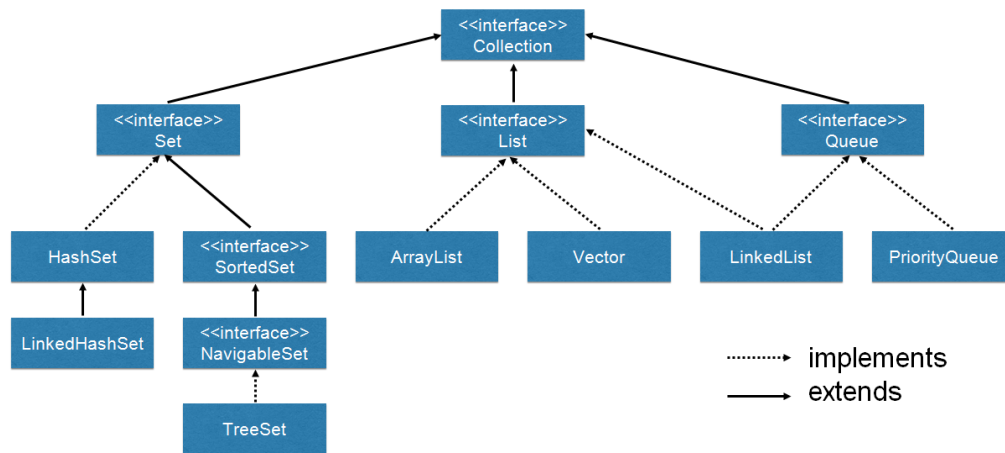 <<interface>>
Collection
<<interface>>
Set
<<interface>>
List
<<interface>>
Queue
HashSet
<<interface>>
SortedSet
ArrayList
Vector
LinkedList
PriorityQueue
LinkedHashSet
<<interface>>
NavigableSet
TreeSet
implements
extends